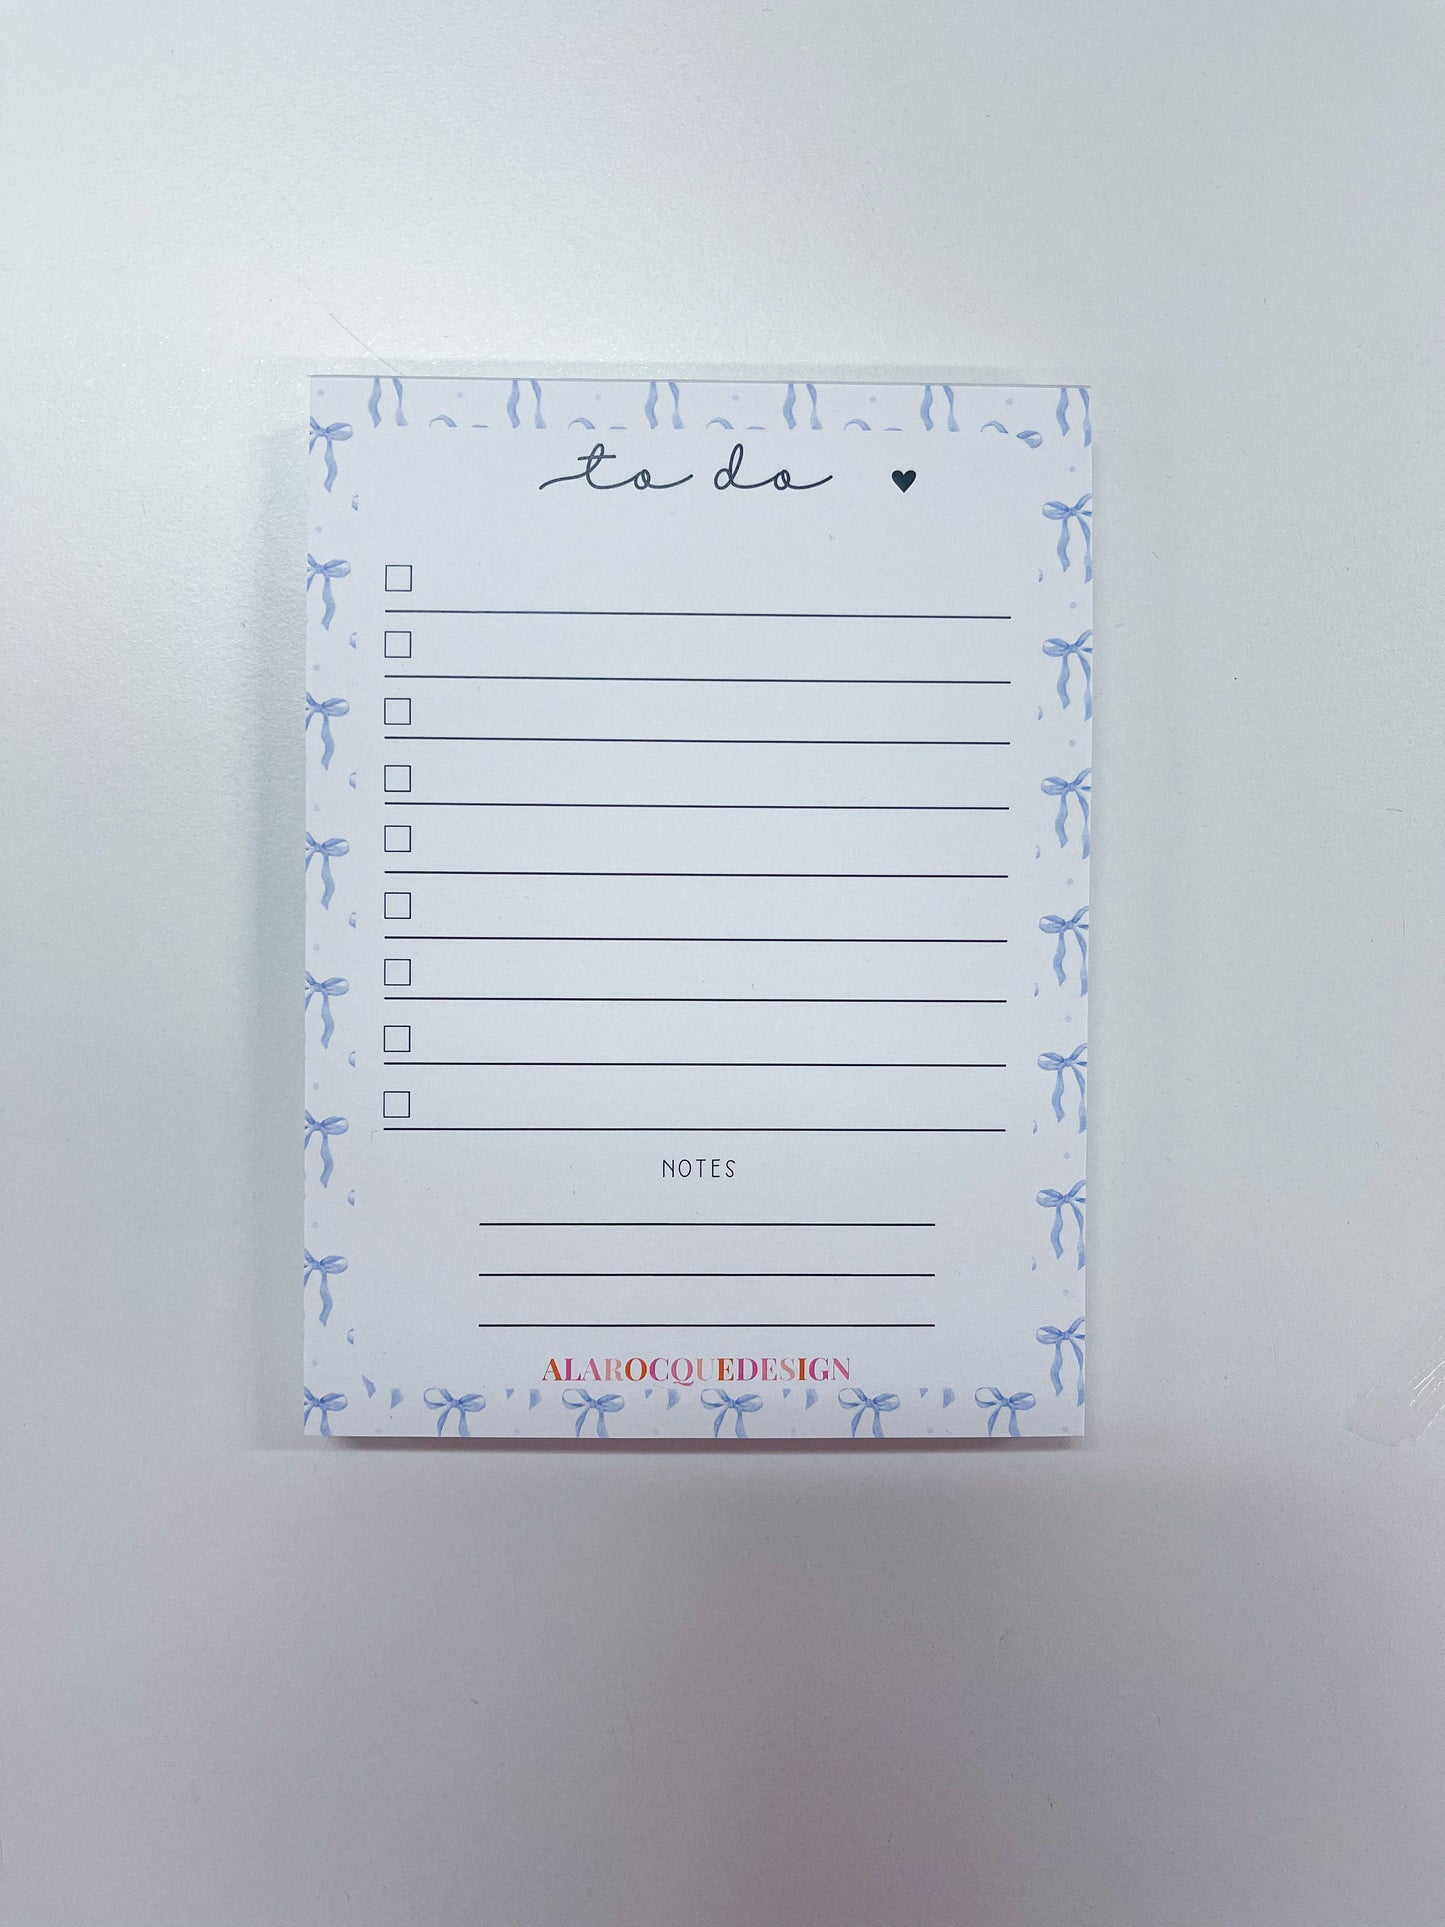 to do ♥
NOTES
ALAROCQUEDESIGN